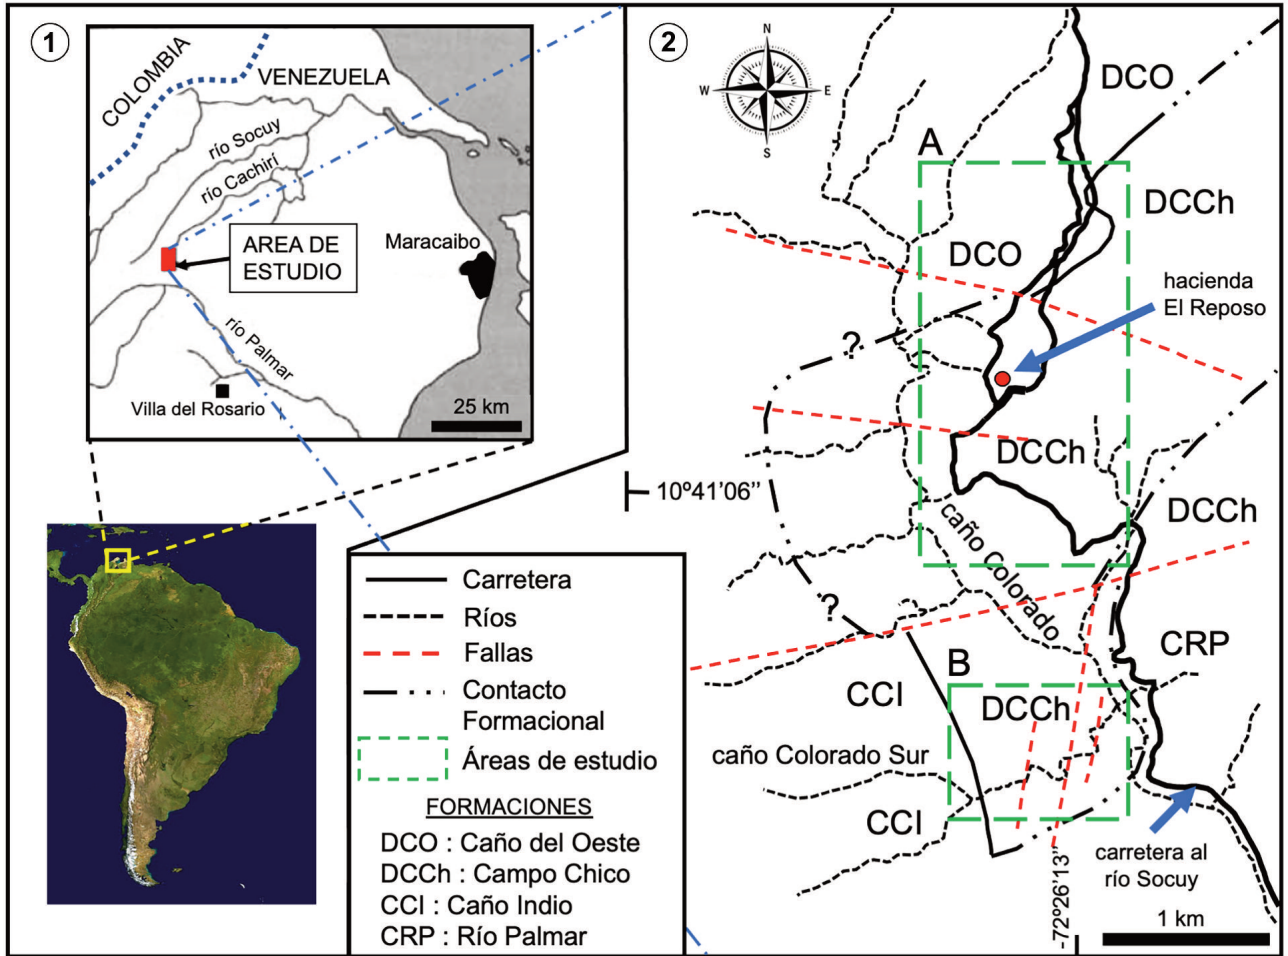 1
COLOMBIA
VENEZUELA
río Socuy
río Cachirí
AREA DE
ESTUDIO
Maracaibo
río Palmar
Villa del Rosario
25 km
Carretera
Ríos
Fallas
Contacto
Formacional
Áreas de estudio
FORMACIONES
DCO : Caño del Oeste
DCCh : Campo Chico
CCI : Caño Indio
CRP : Río Palmar
2
N
W
E
S
DCO
A
DCCh
DCO
hacienda
El Reposo
?
DCCh
10º41'06''
DCCh
caño Colorado
?
CRP
B
CCI
DCCh
caño Colorado Sur
CCI
carretera al
río Socuy
-72º26'13''
1 km